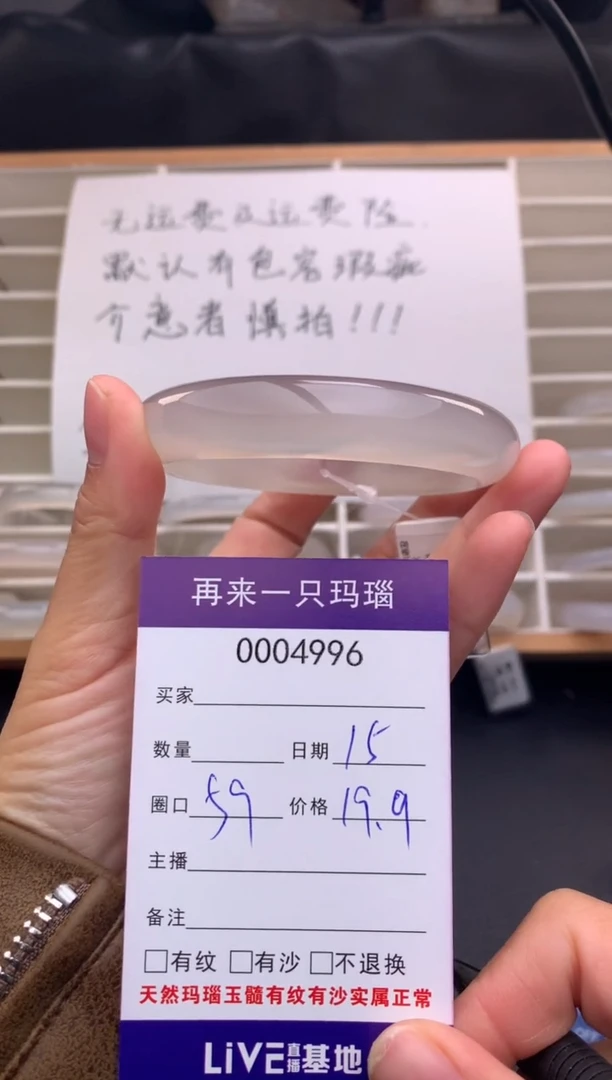 无运费及运费险.
默认有包容瑕疵
介意者慎拍!!!
再来一只玛瑙
0004996
买家
数量 日期 15
圈口 59 价格 19.9
主播
备注
□有纹 □有沙 □不退换
天然玛瑙玉髓有纹有沙实属正常
LiVE直播基地